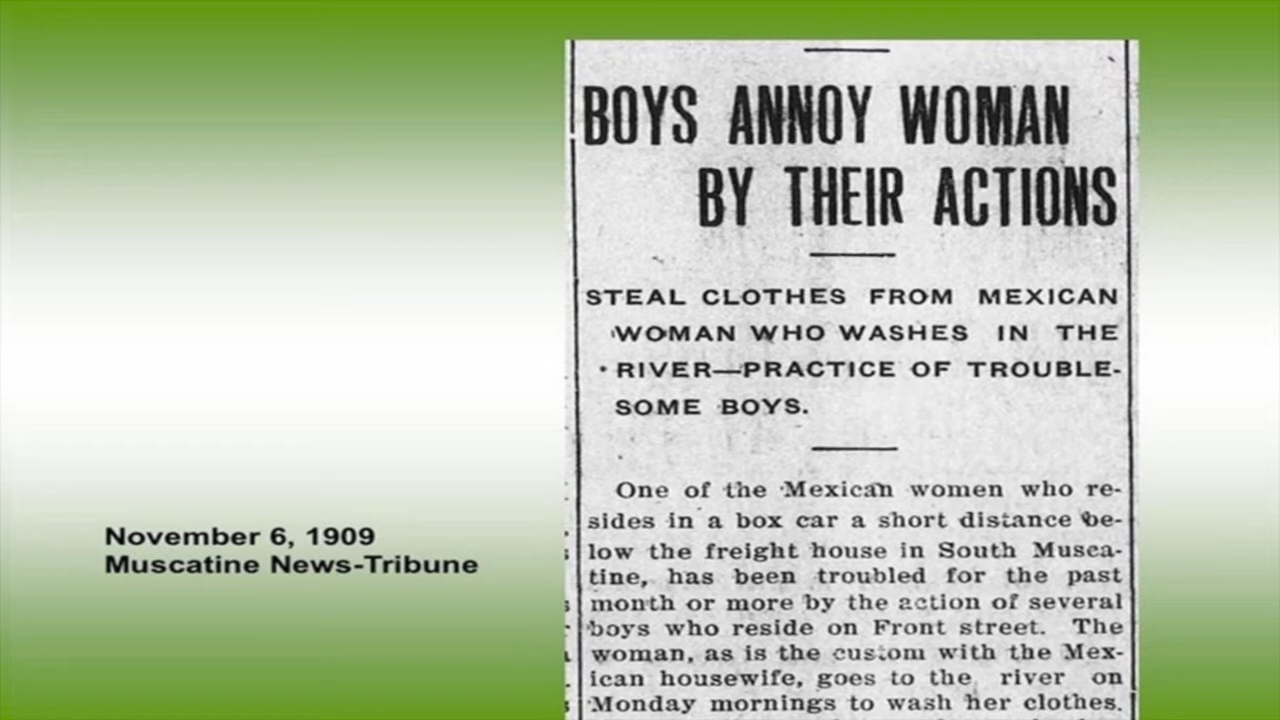 BOYS ANNOY WOMAN
BY THEIR ACTIONS
STEAL CLOTHES FROM MEXICAN
WOMAN WHO WASHES IN THE
RIVER—PRACTICE OF TROUBLE-
SOME BOYS.
One of the Mexican women who re-
sides in a box car a short distance be-
low the freight house in South Musca-
tine, has been troubled for the past
month or more by the action of several
boys who reside on Front street. The
woman, as is the custom with the Mex-
ican housewife, goes to the river on
Monday mornings to wash her clothes.
November 6, 1909
Muscatine News-Tribune